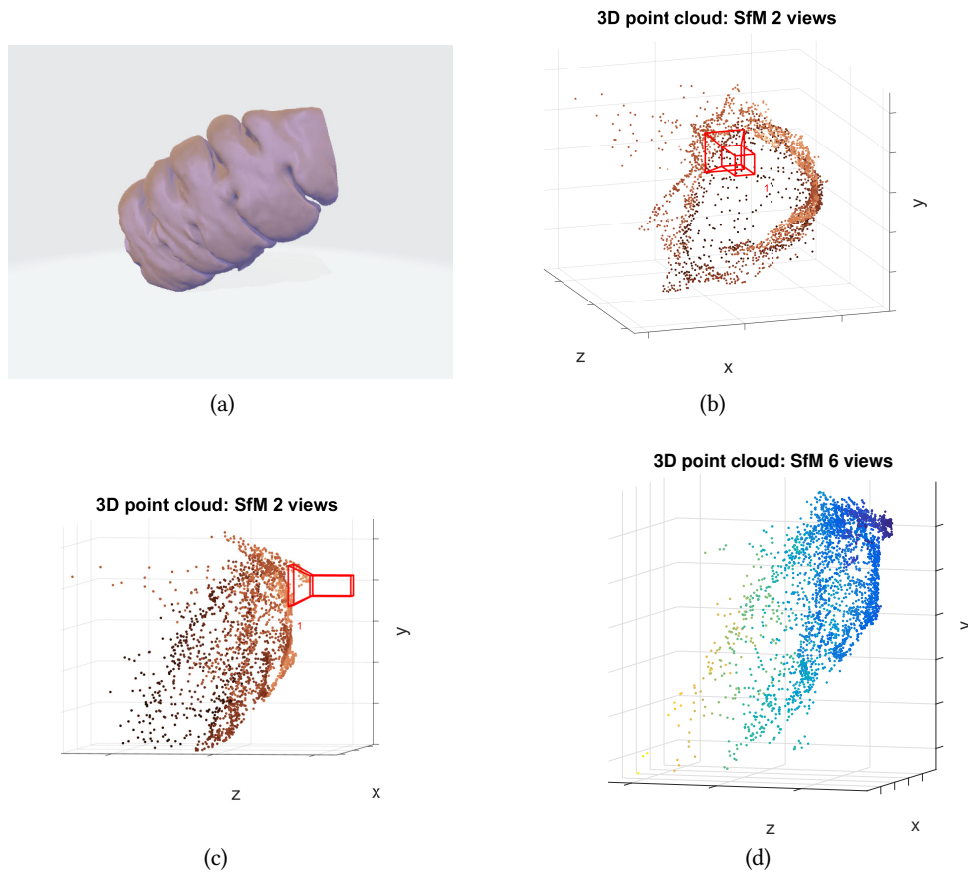 3D point cloud: SfM 2 views
y
z
x
1
(a)
(b)
3D point cloud: SfM 2 views
y
z
x
1
(c)
3D point cloud: SfM 6 views
y
z
x
(d)